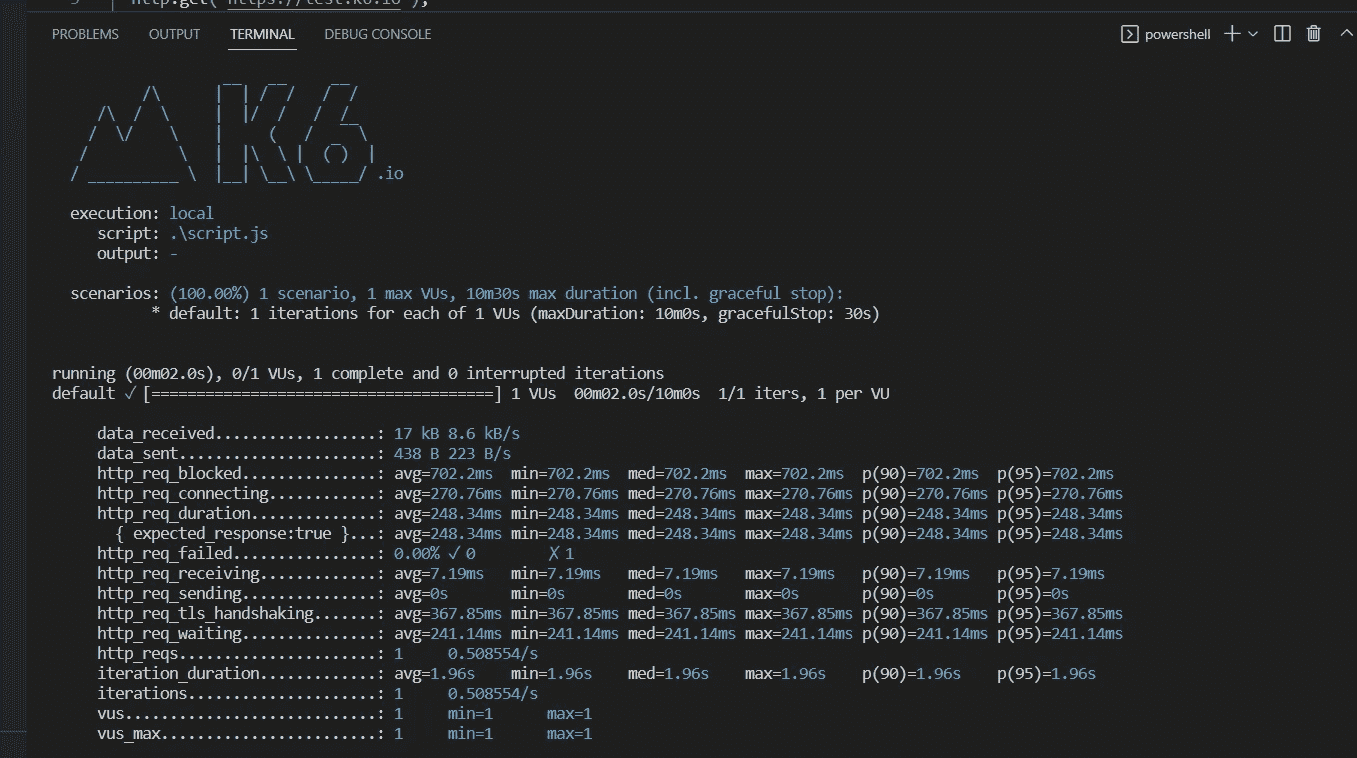 http.get('https://test.k6.io');
PROBLEMS OUTPUT TERMINAL DEBUG CONSOLE powershell
K6 .io
execution: local
script: .\script.js
output: -
scenarios: (100.00%) 1 scenario, 1 max VUs, 10m30s max duration (incl. graceful stop):
* default: 1 iterations for each of 1 VUs (maxDuration: 10m0s, gracefulStop: 30s)
running (00m02.0s), 0/1 VUs, 1 complete and 0 interrupted iterations
default ✓ [======================================] 1 VUs 00m02.0s/10m0s 1/1 iters, 1 per VU
data_received..................: 17 kB 8.6 kB/s
data_sent......................: 438 B 223 B/s
http_req_blocked...............: avg=702.2ms min=702.2ms med=702.2ms max=702.2ms p(90)=702.2ms p(95)=702.2ms
http_req_connecting............: avg=270.76ms min=270.76ms med=270.76ms max=270.76ms p(90)=270.76ms p(95)=270.76ms
http_req_duration..............: avg=248.34ms min=248.34ms med=248.34ms max=248.34ms p(90)=248.34ms p(95)=248.34ms
{ expected_response:true }...: avg=248.34ms min=248.34ms med=248.34ms max=248.34ms p(90)=248.34ms p(95)=248.34ms
http_req_failed................: 0.00% ✓ 0 ✗ 1
http_req_receiving.............: avg=7.19ms min=7.19ms med=7.19ms max=7.19ms p(90)=7.19ms p(95)=7.19ms
http_req_sending...............: avg=0s min=0s med=0s max=0s p(90)=0s p(95)=0s
http_req_tls_handshaking.......: avg=367.85ms min=367.85ms med=367.85ms max=367.85ms p(90)=367.85ms p(95)=367.85ms
http_req_waiting...............: avg=241.14ms min=241.14ms med=241.14ms max=241.14ms p(90)=241.14ms p(95)=241.14ms
http_reqs......................: 1 0.508554/s
iteration_duration.............: avg=1.96s min=1.96s med=1.96s max=1.96s p(90)=1.96s p(95)=1.96s
iterations.....................: 1 0.508554/s
vus............................: 1 min=1 max=1
vus_max........................: 1 min=1 max=1